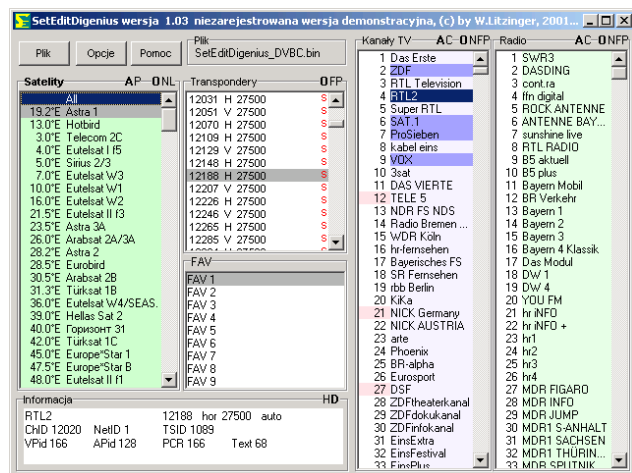 SetEditDigenius wersja 1.03 niezarejestrowana wersja demonstracyjna, (c) by W.Litzinger, 2001...
Plik
Opcje
Pomoc
Plik
SetEditDigenius_DVBC.bin
Satelity AP ONL
All
19.2°E Astra 1
13.0°E Hotbird
3.0°E Telecom 2C
4.0°E Eutelsat I f5
5.0°E Sirius 2/3
7.0°E Eutelsat W3
10.0°E Eutelsat W1
16.0°E Eutelsat W2
21.5°E Eutelsat II f3
23.5°E Astra 3A
26.0°E Arabsat 2A/3A
28.2°E Astra 2
28.5°E Eurobird
30.5°E Arabsat 2B
31.3°E Türksat 1B
36.0°E Eutelsat W4/SEAS.
39.0°E Hellas Sat 2
40.0°E Горизонт 31
42.0°E Türksat 1C
45.0°E Europe*Star 1
47.5°E Europe*Star B
48.0°E Eutelsat II f1
Transpondery OFP
12031 H 27500 S
12051 V 27500 S
12070 H 27500 S
12109 H 27500 S
12129 V 27500 S
12148 H 27500 S
12188 H 27500 S
12207 V 27500 S
12226 H 27500 S
12246 V 27500 S
12265 H 27500 S
12285 V 27500 S
FAV
FAV 1
FAV 2
FAV 3
FAV 4
FAV 5
FAV 6
FAV 7
FAV 8
FAV 9
Kanały TV AC ONFP
1 Das Erste
2 ZDF
3 RTL Television
4 RTL2
5 Super RTL
6 SAT.1
7 ProSieben
8 kabel eins
9 VOX
10 3sat
11 DAS VIERTE
12 TELE 5
13 NDR FS NDS
14 Radio Bremen ...
15 WDR Köln
16 hr-fernsehen
17 Bayerisches FS
18 SR Fernsehen
19 rbb Berlin
20 KiKa
21 NICK Germany
22 NICK AUSTRIA
23 arte
24 Phoenix
25 BR-alpha
26 Eurosport
27 DSF
28 ZDFtheaterkanal
29 ZDFdokukanal
30 ZDFinfokanal
31 EinsExtra
32 EinsFestival
33 EinsPlus
Radio AC ONFP
1 SWR3
2 DASDING
3 cont.ra
4 ffn digital
5 ROCK ANTENNE
6 ANTENNE BAY...
7 sunshine live
8 RTL RADIO
9 B5 aktuell
10 B5 plus
11 Bayern Mobil
12 BR Verkehr
13 Bayern 1
14 Bayern 2
15 Bayern 3
16 Bayern 4 Klassik
17 Das Modul
18 DW 1
19 DW 4
20 YOU FM
21 hr iNFO
22 hr iNFO +
23 hr1
24 hr2
25 hr3
26 hr4
27 MDR FIGARO
28 MDR INFO
29 MDR JUMP
30 MDR1 S-ANHALT
31 MDR1 SACHSEN
32 MDR1 THÜRIN...
33 MDR SPUTNIK
Informacja HD-
RTL2 12188 hor 27500 auto
ChID 12020 NetID 1 TSID 1089
VPid 166 APid 128 PCR 166 Text 68